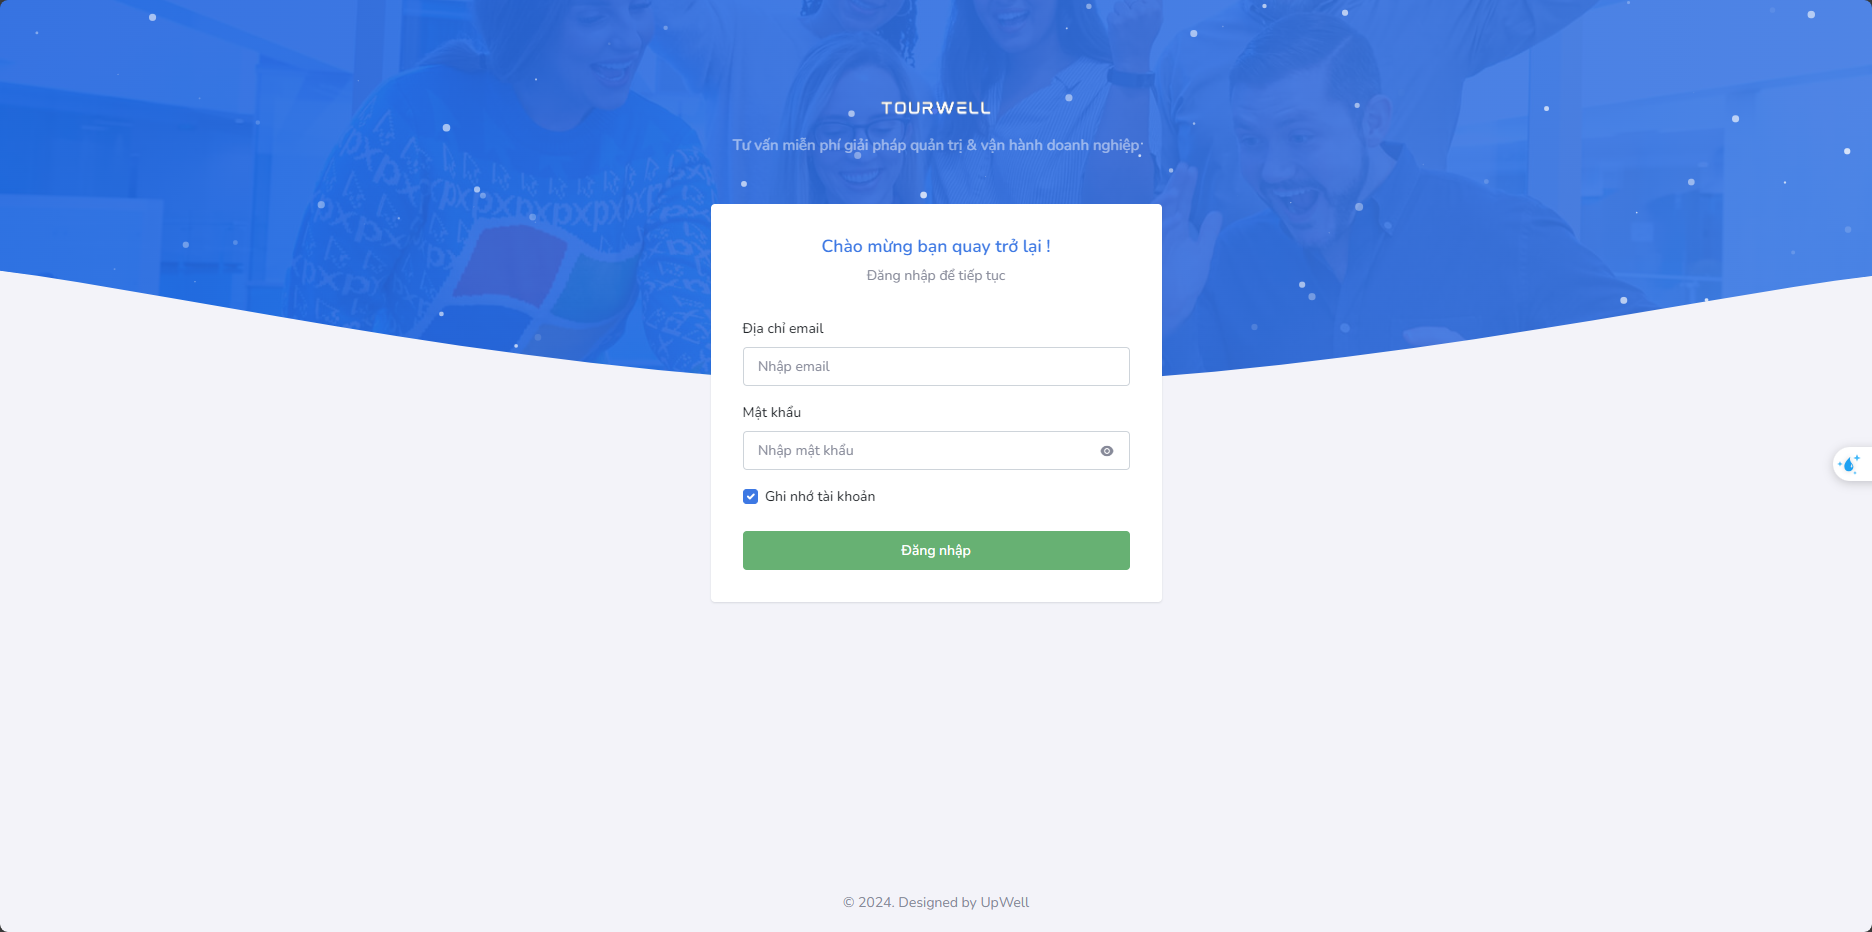 TOURWELL
Tư vấn miễn phí giải pháp quản trị & vận hành doanh nghiệp
Chào mừng bạn quay trở lại !
Đăng nhập để tiếp tục
Địa chỉ email
Nhập email
Mật khẩu
Nhập mật khẩu
Ghi nhớ tài khoản
Đăng nhập
© 2024. Designed by UpWell